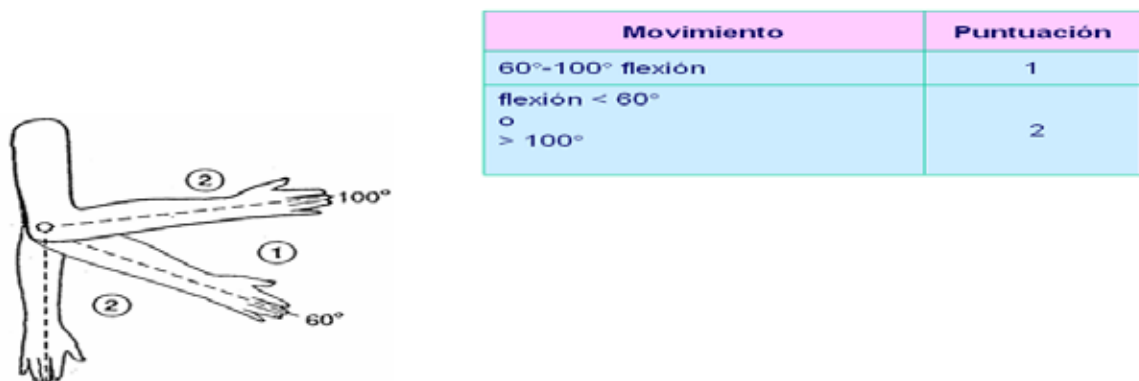 Movimiento Puntuación
60°-100° flexión 1
flexión < 60°
o
> 100°
2
2
100°
1
2
60°